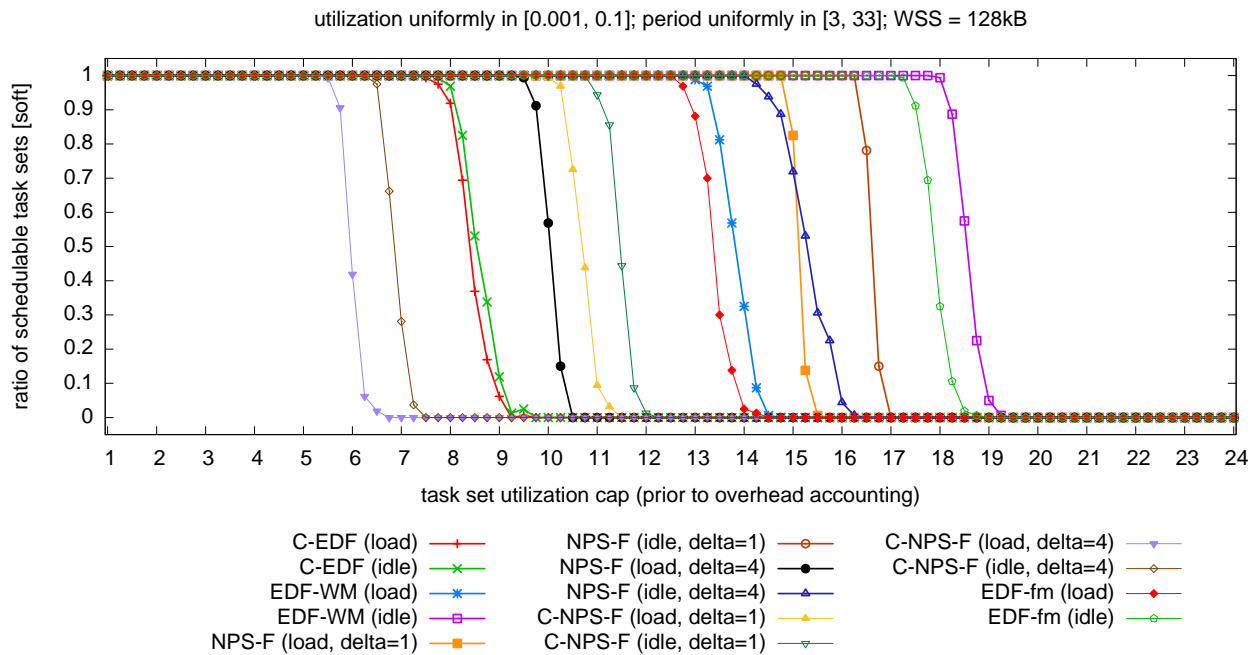 utilization uniformly in [0.001, 0.1]; period uniformly in [3, 33]; WSS = 128kB
ratio of schedulable task sets [soft]
1
0.9
0.8
0.7
0.6
0.5
0.4
0.3
0.2
0.1
0
1 2 3 4 5 6 7 8 9 10 11 12 13 14 15 16 17 18 19 20 21 22 23 24
task set utilization cap (prior to overhead accounting)
C-EDF (load)
C-EDF (idle)
EDF-WM (load)
EDF-WM (idle)
NPS-F (load, delta=1)
NPS-F (idle, delta=1)
NPS-F (load, delta=4)
NPS-F (idle, delta=4)
C-NPS-F (load, delta=1)
C-NPS-F (idle, delta=1)
C-NPS-F (load, delta=4)
C-NPS-F (idle, delta=4)
EDF-fm (load)
EDF-fm (idle)